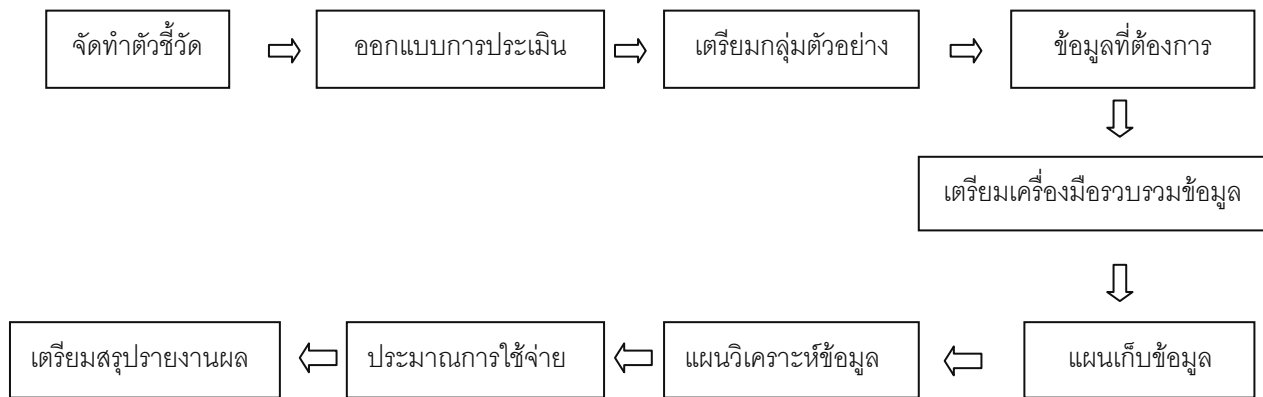 จัดทำตัวชี้วัด
ออกแบบการประเมิน
เตรียมกลุ่มตัวอย่าง
ข้อมูลที่ต้องการ
เตรียมเครื่องมือรวบรวมข้อมูล
แผนเก็บข้อมูล
แผนวิเคราะห์ข้อมูล
ประมาณการใช้จ่าย
เตรียมสรุปรายงานผล